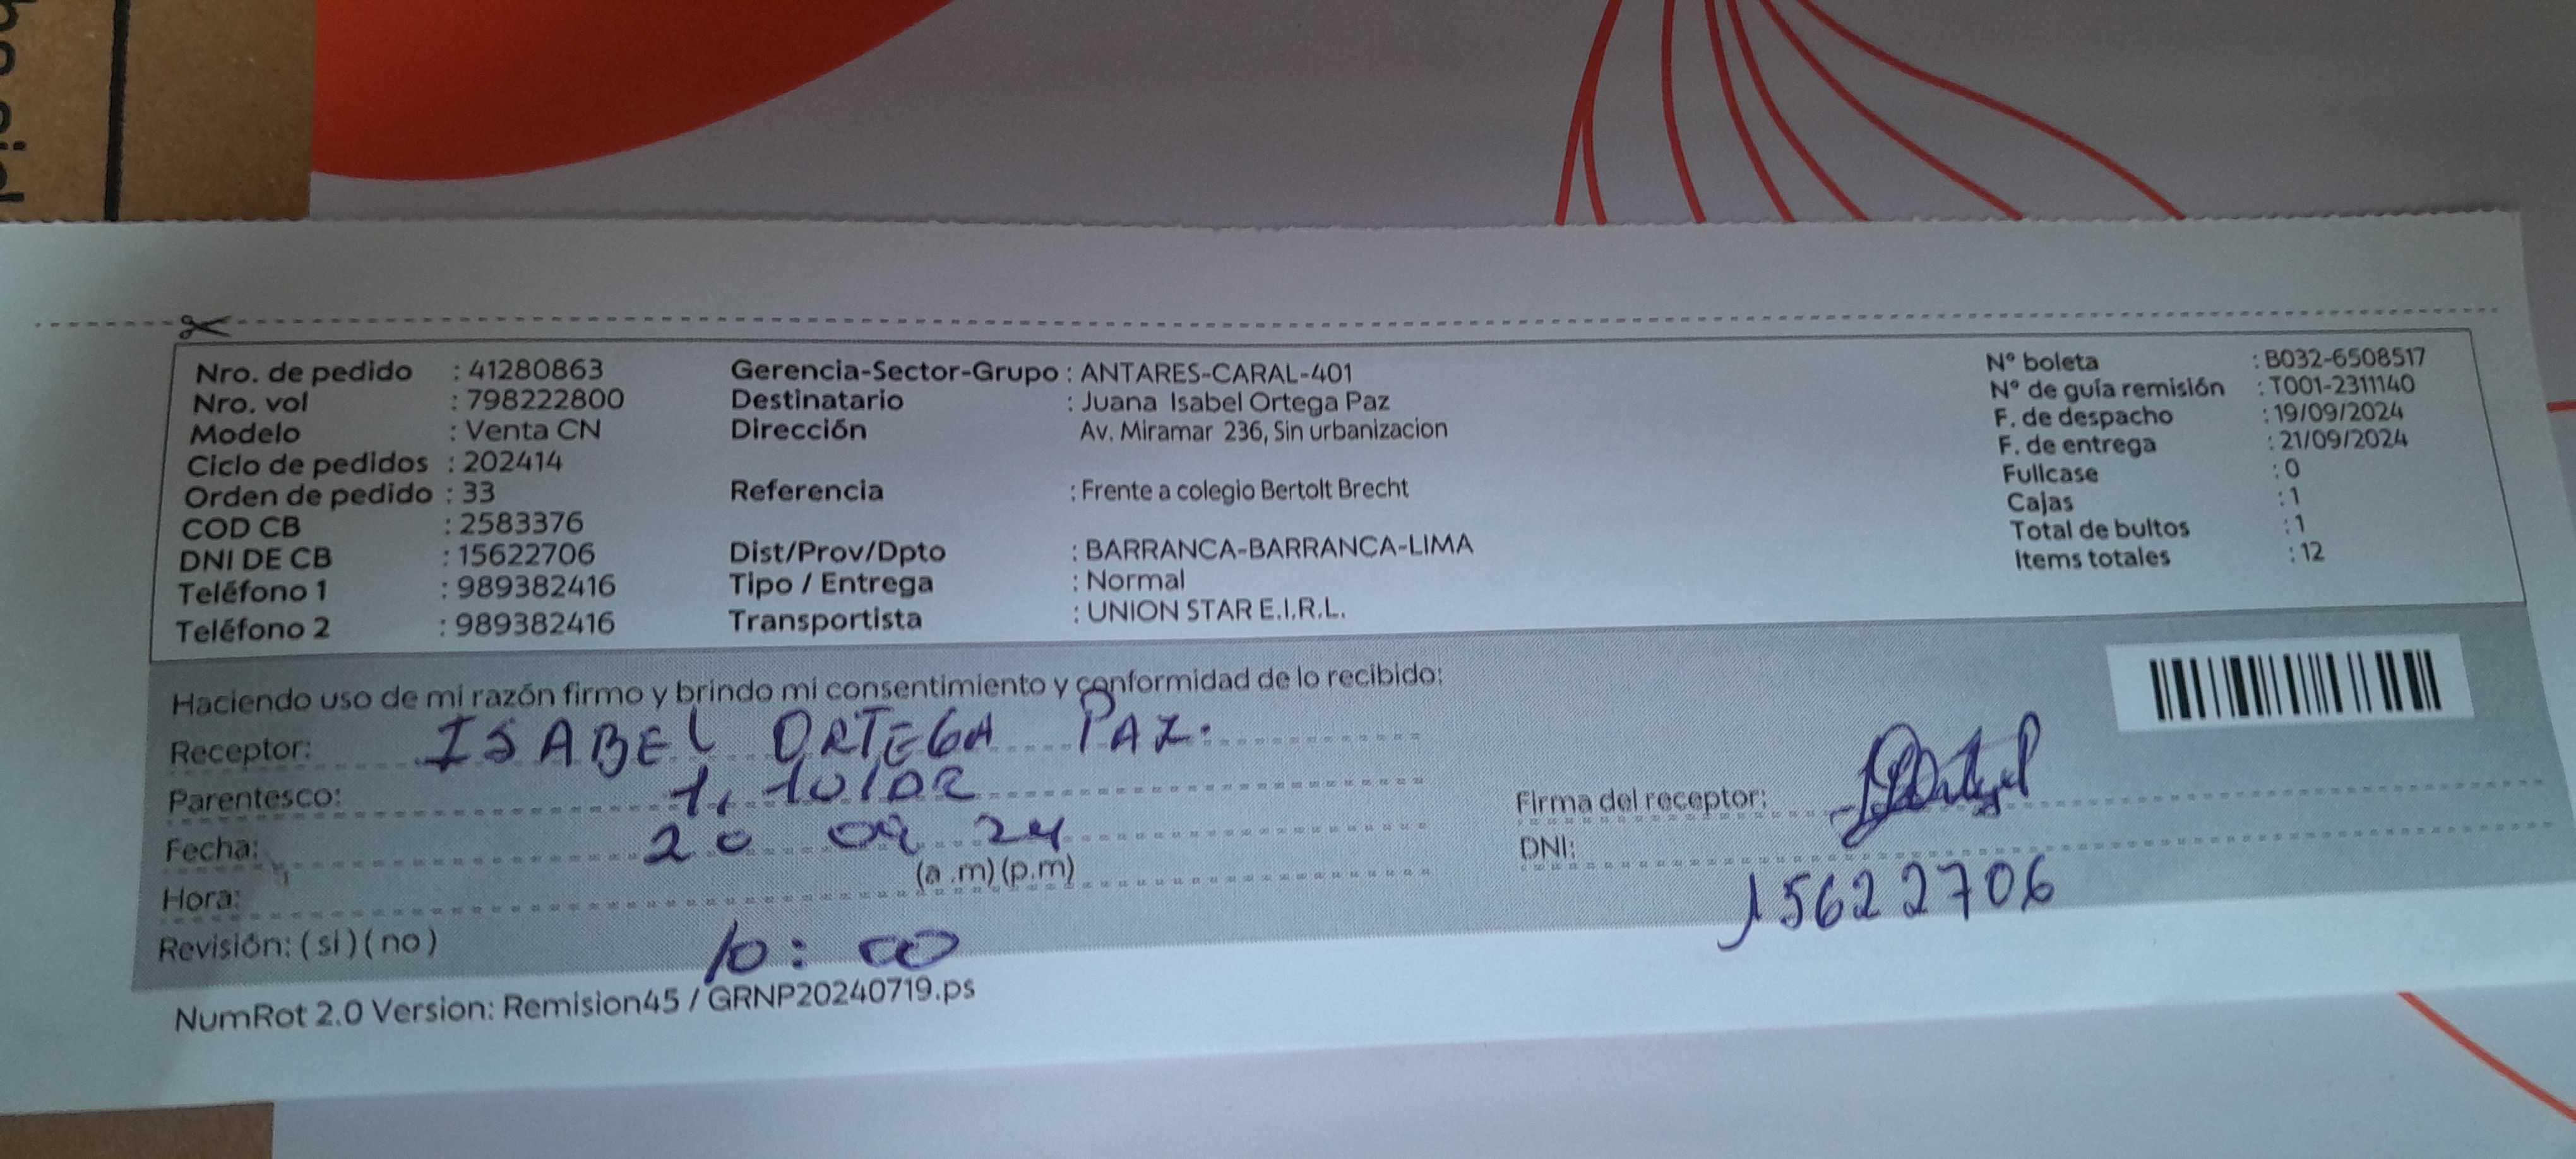 Nro. de pedido : 41280863
Nro. vol : 798222800
Modelo : Venta CN
Ciclo de pedidos : 202414
Orden de pedido : 33
COD CB : 2583376
DNI DE CB : 15622706
Teléfono 1 : 989382416
Teléfono 2 : 989382416
Gerencia-Sector-Grupo : ANTARES-CARAL-401
Destinatario : Juana Isabel Ortega Paz
Dirección Av. Miramar 236, Sin urbanizacion
Referencia : Frente a colegio Bertolt Brecht
Dist/Prov/Dpto : BARRANCA-BARRANCA-LIMA
Tipo / Entrega : Normal
Transportista : UNION STAR E.I.R.L.
N° boleta : B032-6508517
N° de guía remisión : T001-2311140
F. de despacho : 19/09/2024
F. de entrega : 21/09/2024
Fullcase : 0
Cajas : 1
Total de bultos : 1
Items totales : 12
Haciendo uso de mi razón firmo y brindo mi consentimiento y conformidad de lo recibido:
Receptor: ISABEL ORTEGA PAZ.
Parentesco:
Fecha: 20 09 24
Hora: (a .m) (p.m)
10:00
Revisión: ( si ) ( no )
Firma del receptor:
DNI:
15622706
NumRot 2.0 Version: Remision45 / GRNP20240719.ps